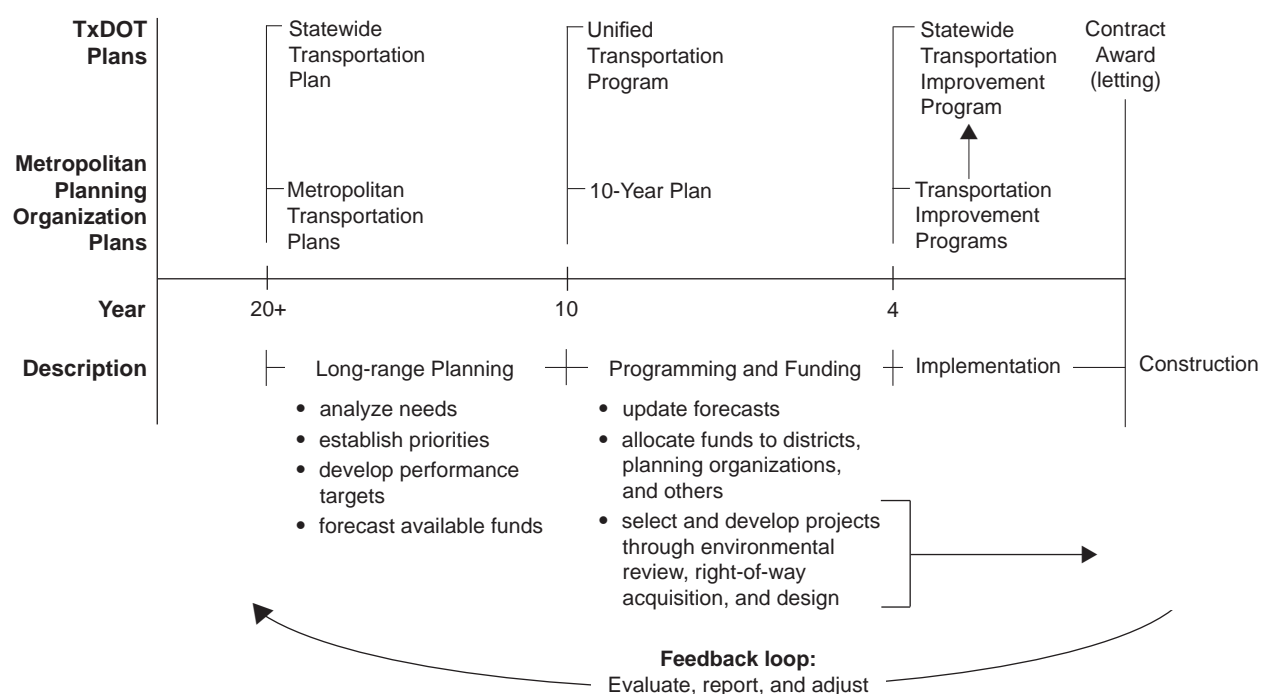 TxDOT
Plans
Statewide
Transportation
Plan
Unified
Transportation
Program
Statewide
Transportation
Improvement
Program
Contract
Award
(letting)
Metropolitan
Planning
Organization
Plans
Metropolitan
Transportation
Plans
10-Year Plan
Transportation
Improvement
Programs
Year
20+
10
4
Description
Long-range Planning
Programming and Funding
Implementation
Construction
• analyze needs
• establish priorities
• develop performance
targets
• forecast available funds
• update forecasts
• allocate funds to districts,
planning organizations,
and others
• select and develop projects
through environmental
review, right-of-way
acquisition, and design
Feedback loop:
Evaluate, report, and adjust